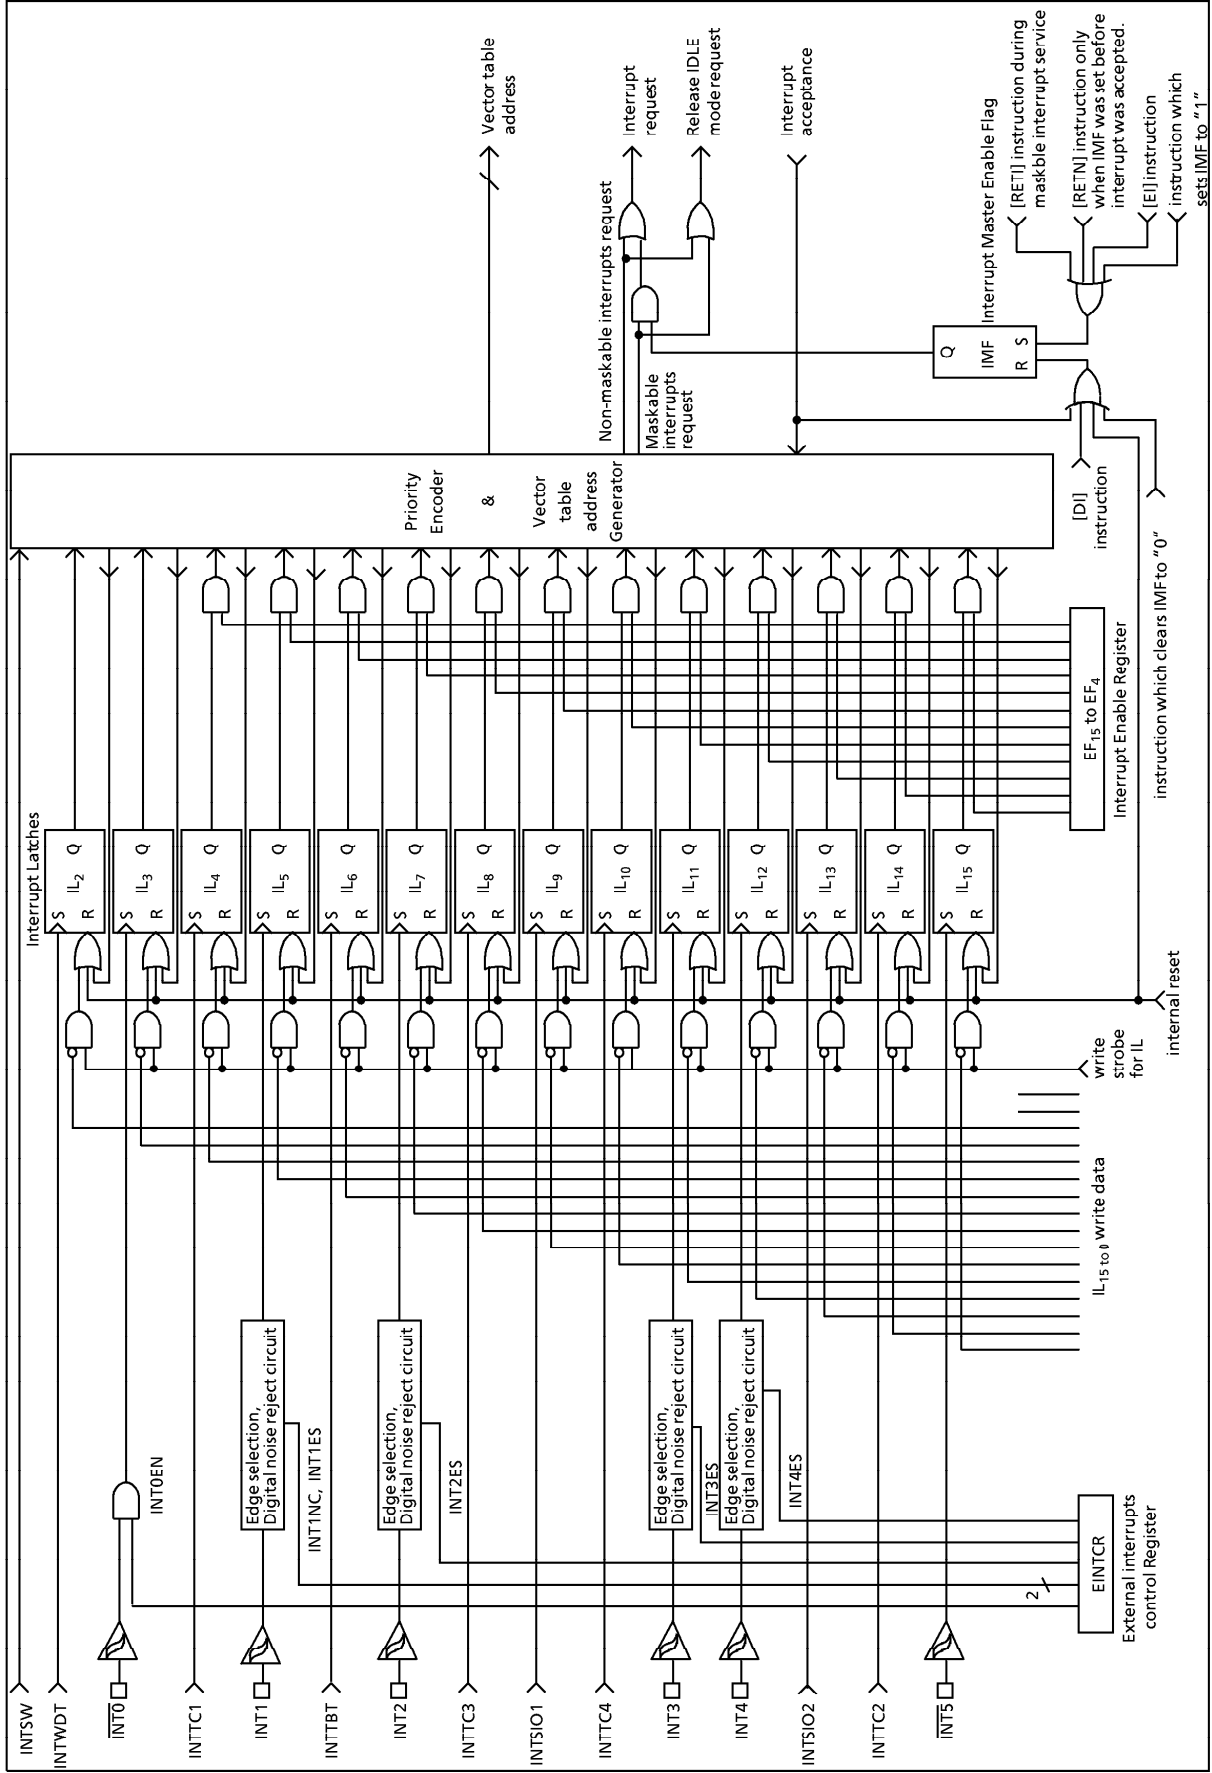 INTSW
INTWDT
INT0
INTTC1
INT1
INTTBT
INT2
INTTC3
INTSIO1
INTTC4
INT3
INT4
INTSIO2
INTTC2
INT5
INT0EN
Edge selection,
Digital noise reject circuit
INT1NC, INT1ES
Edge selection,
Digital noise reject circuit
INT2ES
Edge selection,
Digital noise reject circuit
INT3ES
Edge selection,
Digital noise reject circuit
INT4ES
2
EINTCR
External interrupts
control Register
IL15 to 0 write data
write
strobe
for IL
internal reset
Interrupt Latches
S
R
IL2
Q
S
R
IL3
Q
S
R
IL4
Q
S
R
IL5
Q
S
R
IL6
Q
S
R
IL7
Q
S
R
IL8
Q
S
R
IL9
Q
S
R
IL10
Q
S
R
IL11
Q
S
R
IL12
Q
S
R
IL13
Q
S
R
IL14
Q
S
R
IL15
Q
EF15 to EF4
Interrupt Enable Register
instruction which clears IMF to "0"
Priority
Encoder
&
Vector
table
address
Generator
[DI]
instruction
Non-maskable interrupts request
Maskable
interrupts
request
Q
IMF
R S
Interrupt Master Enable Flag
Vector table
address
Interrupt
request
Release IDLE
mode request
Interrupt
acceptance
[RETI] instruction during
maskble interrupt service
[RETN] instruction only
when IMF was set before
interrupt was accepted.
[EI] instruction
instruction which
sets IMF to "1"